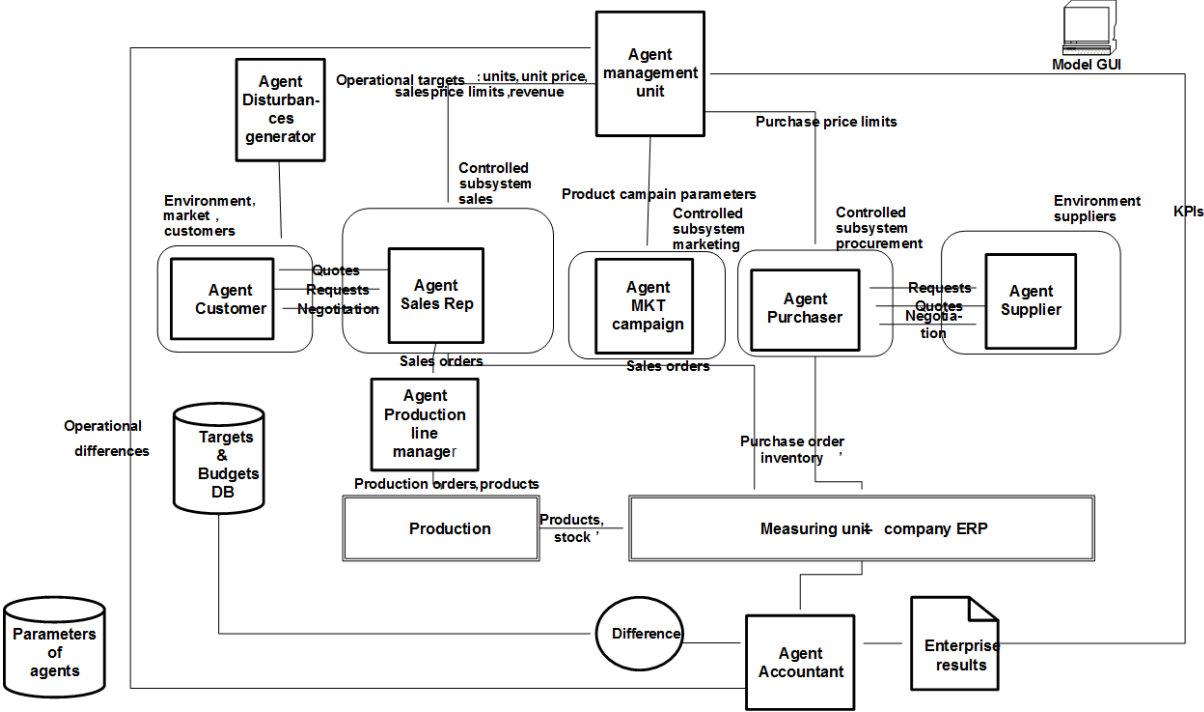 Agent
management
unit
Model GUI
Agent
Disturban-
ces
generator
Operational targets : units, unit price,
salesprice limits ,revenue
Purchase price limits
Controlled
subsystem
sales
Product, campain parameters
Environment,
market ,
customers
Controlled
subsystem
marketing
Controlled
subsystem
procurement
Environment
suppliers
KPIs
Agent
Customer
Quotes
Requests
Negotitation
Agent
Sales Rep
Agent
MKT
campaign
Agent
Purchaser
Requests
Quotes
Negotia-
tion
Agent
Supplier
Sales orders
Sales orders
Agent
Production
line
manager
Operational
differences
Targets
&
Budgets
DB
Purchase order
inventory ’
Production orders,products
Production
Products,
stock ’
Measuring unit– company ERP
Parameters
of
agents
Difference
Agent
Accountant
Enterprise
results